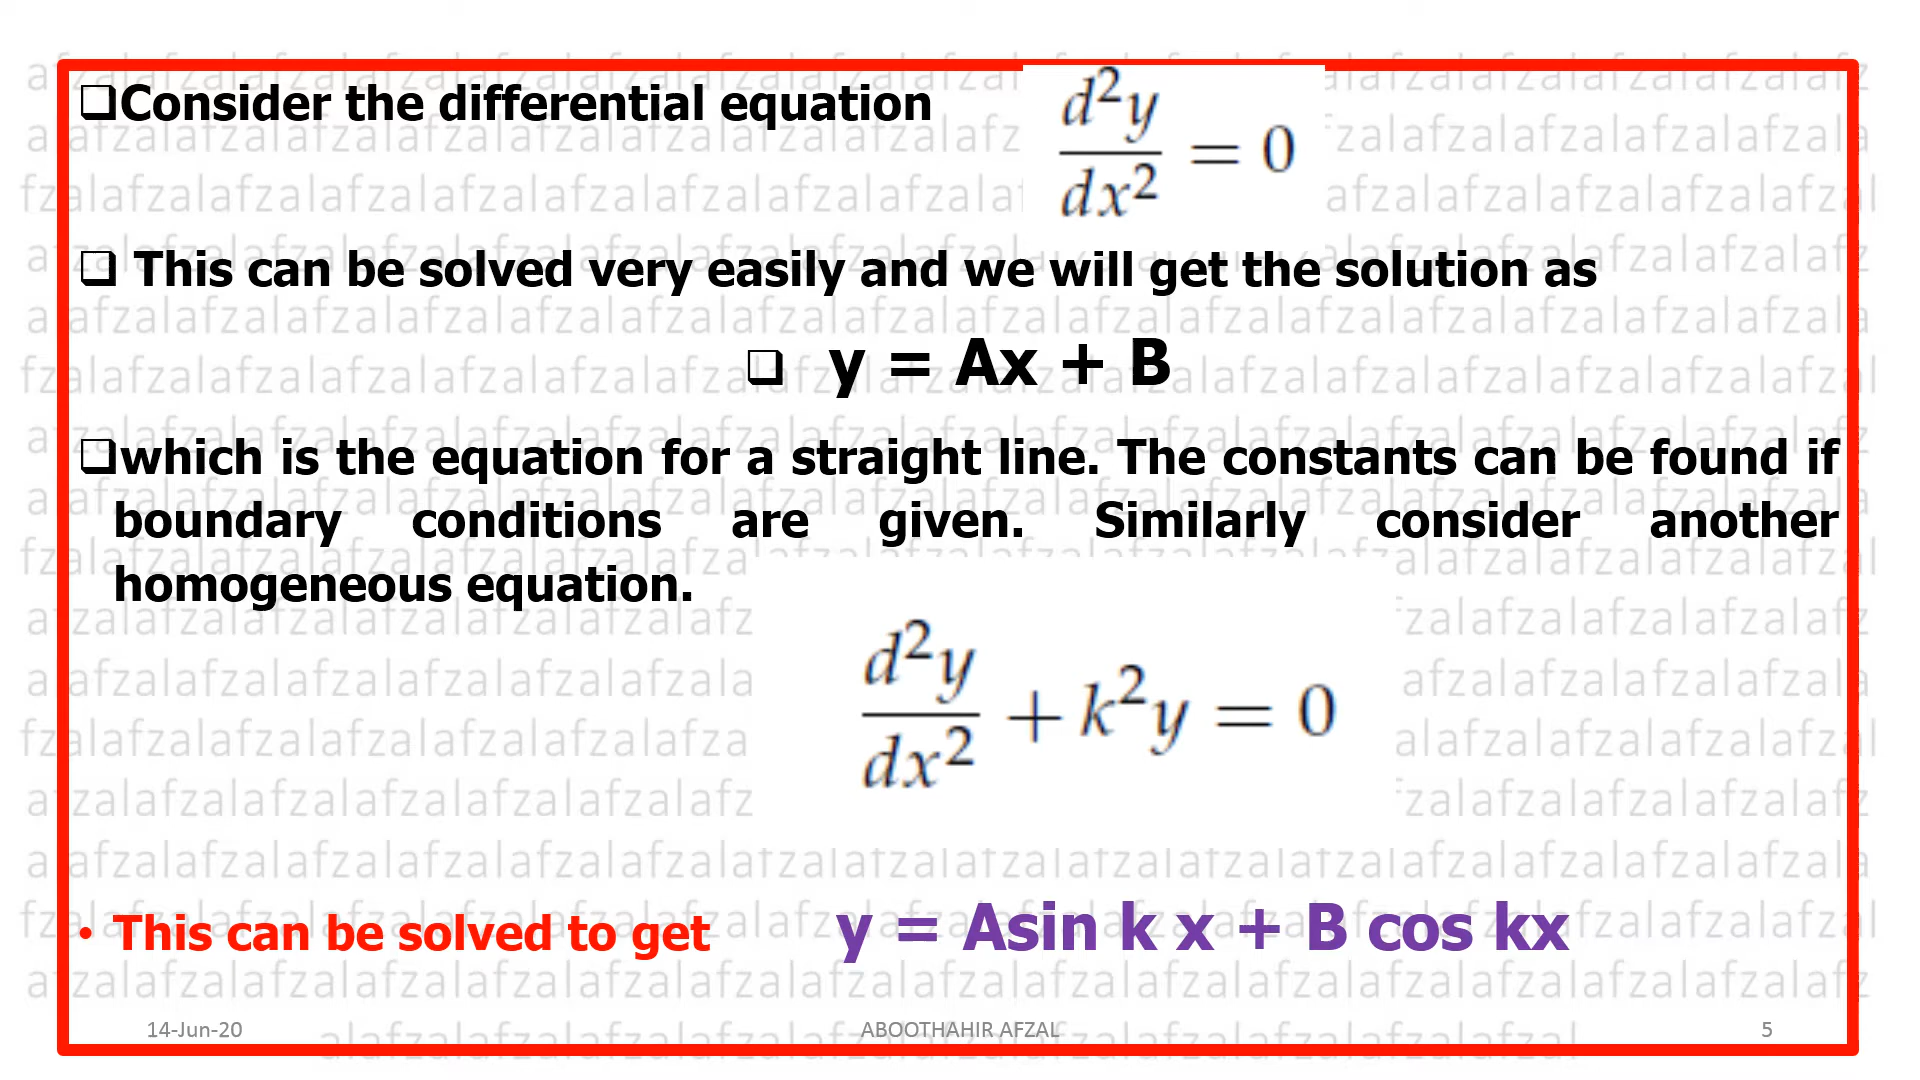 ❑Consider the differential equation d²y/dx² = 0
❑ This can be solved very easily and we will get the solution as
❑ y = Ax + B
❑which is the equation for a straight line. The constants can be found if
boundary conditions are given. Similarly consider another
homogeneous equation.
d²y/dx² + k²y = 0
• This can be solved to get y = Asin k x + B cos kx
14-Jun-20 ABOOTHAHIR AFZAL 5